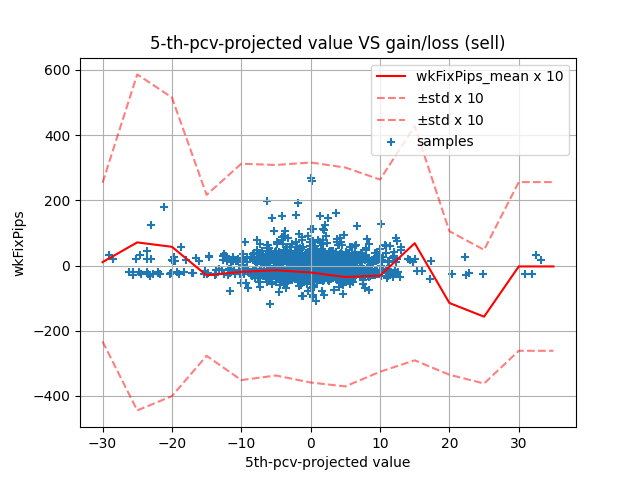 5-th-pcv-projected value VS gain/loss (sell)
wkFixPips_mean x 10
±std x 10
±std x 10
samples
wkFixPips
600
400
200
0
−200
−400
−30
−20
−10
0
10
20
30
5th-pcv-projected value